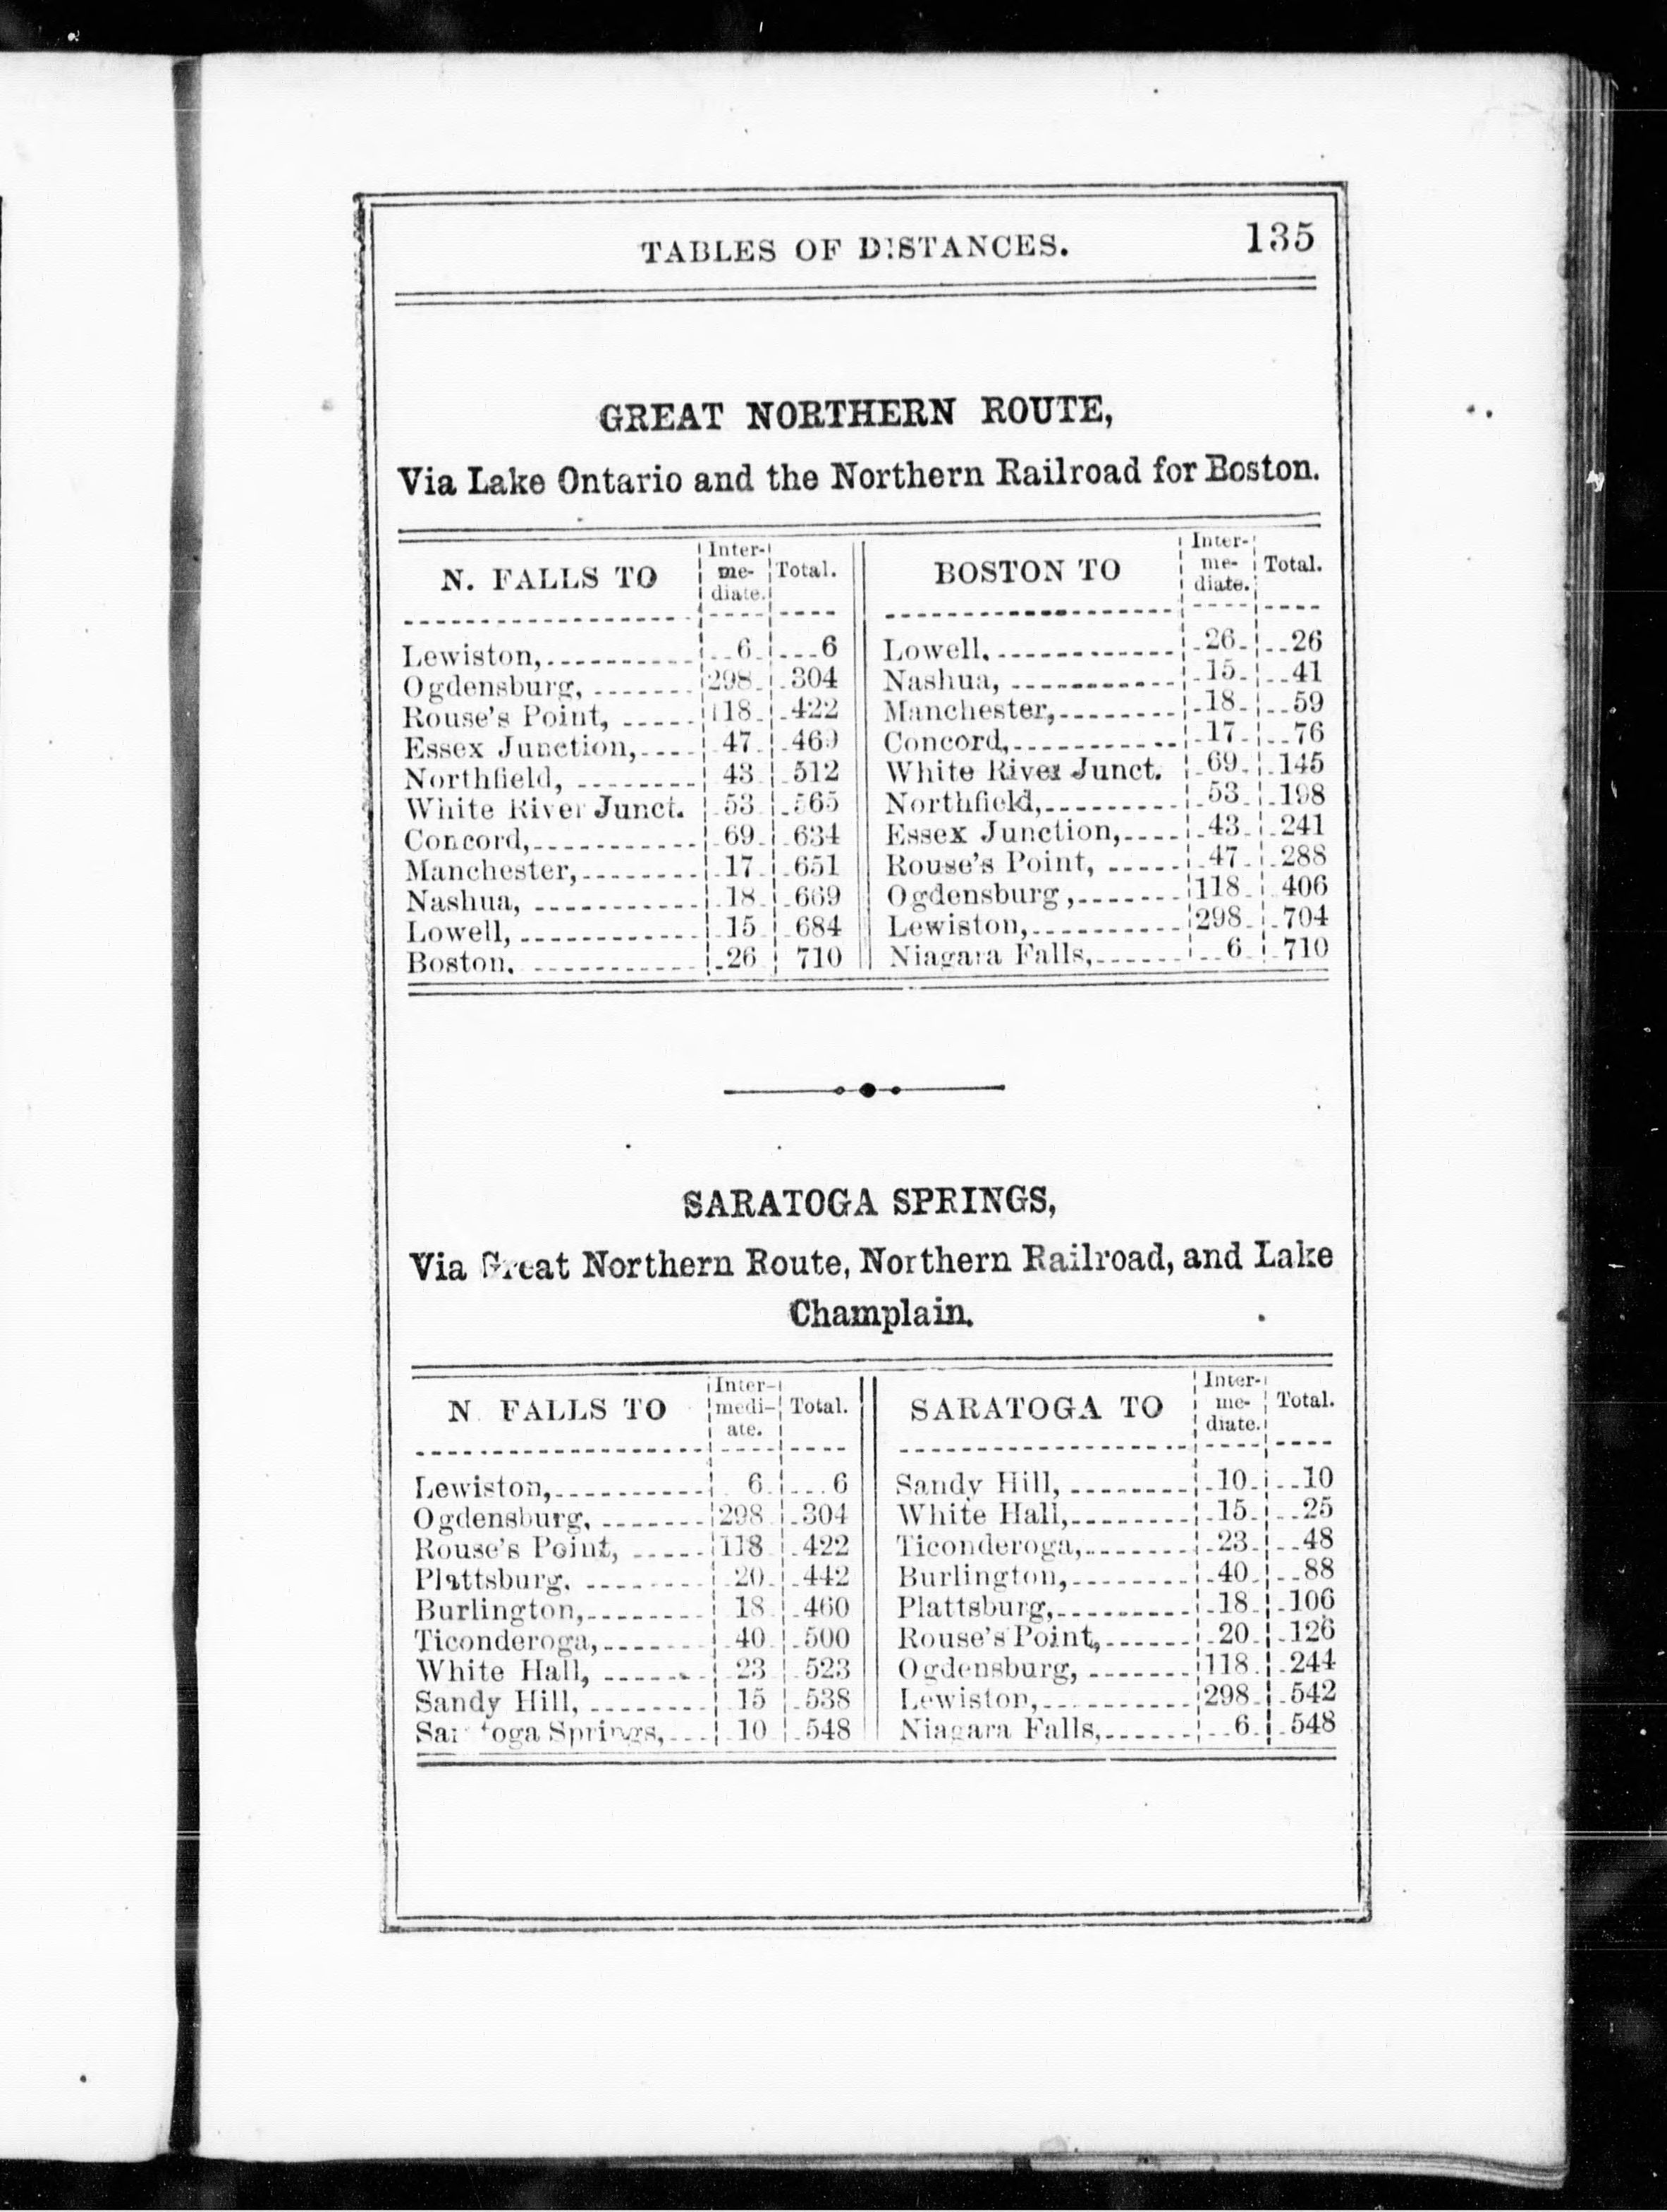 TABLES OF DISTANCES. 135
GREAT NORTHERN ROUTE,
Via Lake Ontario and the Northern Railroad for Boston.
N. FALLS TO Inter-me-diate. Total.
Lewiston, 6 6
Ogdensburg, 298 304
Rouse's Point, 118 422
Essex Junction, 47 469
Northfield, 43 512
White River Junct. 53 565
Concord, 69 634
Manchester, 17 651
Nashua, 18 669
Lowell, 15 684
Boston. 26 710
BOSTON TO Inter-me-diate. Total.
Lowell. 26 26
Nashua, 15 41
Manchester, 18 59
Concord, 17 76
White River Junct. 69 145
Northfield, 53 198
Essex Junction, 43 241
Rouse's Point, 47 288
Ogdensburg, 118 406
Lewiston, 298 704
Niagara Falls, 6 710
SARATOGA SPRINGS,
Via Great Northern Route, Northern Railroad, and Lake
Champlain.
N FALLS TO Inter-medi-ate. Total.
Lewiston, 6 6
Ogdensburg, 298 304
Rouse's Point, 118 422
Plattsburg. 20 442
Burlington, 18 460
Ticonderoga, 40 500
White Hall, 23 523
Sandy Hill, 15 538
Saratoga Springs, 10 548
SARATOGA TO Inter-me-diate. Total.
Sandy Hill, 10 10
White Hall, 15 25
Ticonderoga, 23 48
Burlington, 40 88
Plattsburg, 18 106
Rouse's Point, 20 126
Ogdensburg, 118 244
Lewiston, 298 542
Niagara Falls, 6 548